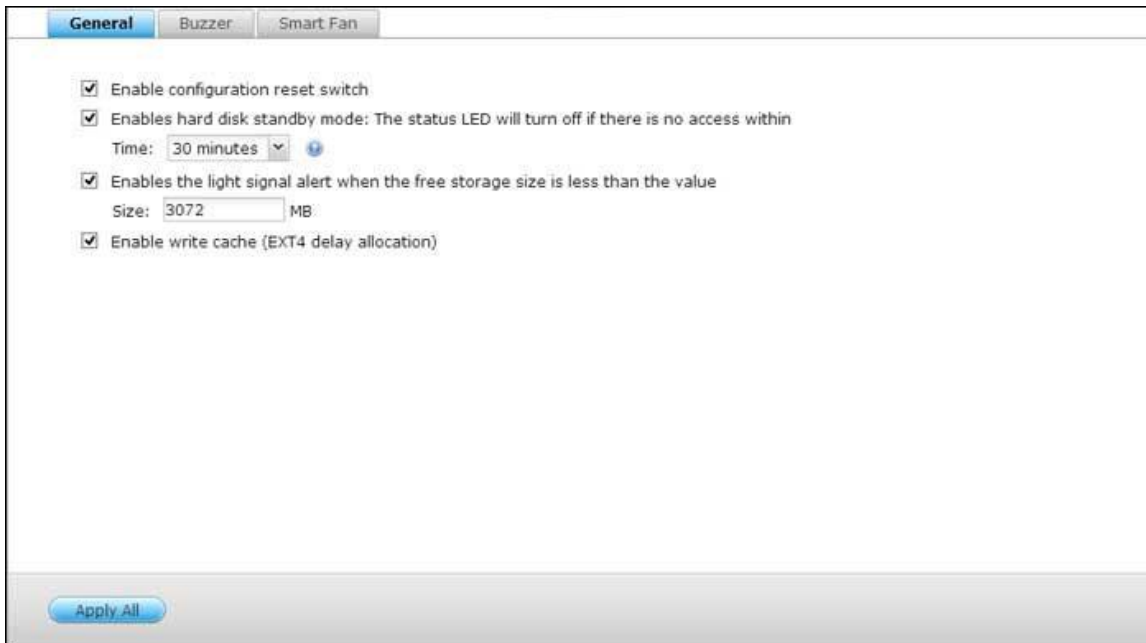 General Buzzer Smart Fan
Enable configuration reset switch
Enables hard disk standby mode: The status LED will turn off if there is no access within
Time: 30 minutes
Enables the light signal alert when the free storage size is less than the value
Size: 3072 MB
Enable write cache (EXT4 delay allocation)
Apply All